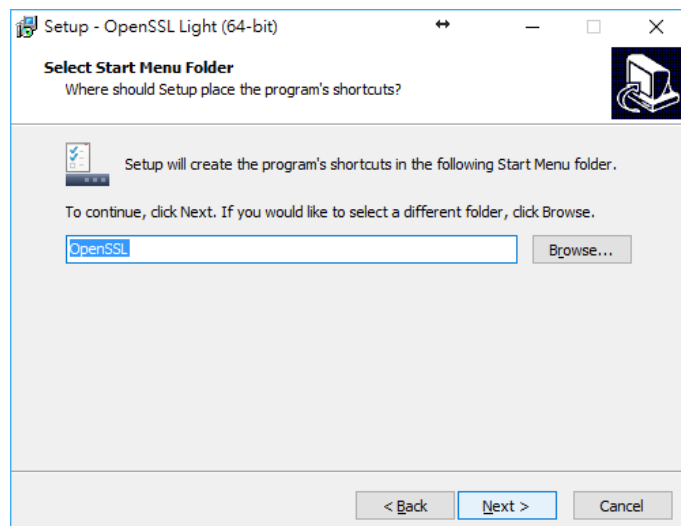 Setup - OpenSSL Light (64-bit)
Select Start Menu Folder
Where should Setup place the program's shortcuts?
Setup will create the program's shortcuts in the following Start Menu folder.
To continue, click Next. If you would like to select a different folder, click Browse.
OpenSSL
Browse...
< Back
Next >
Cancel